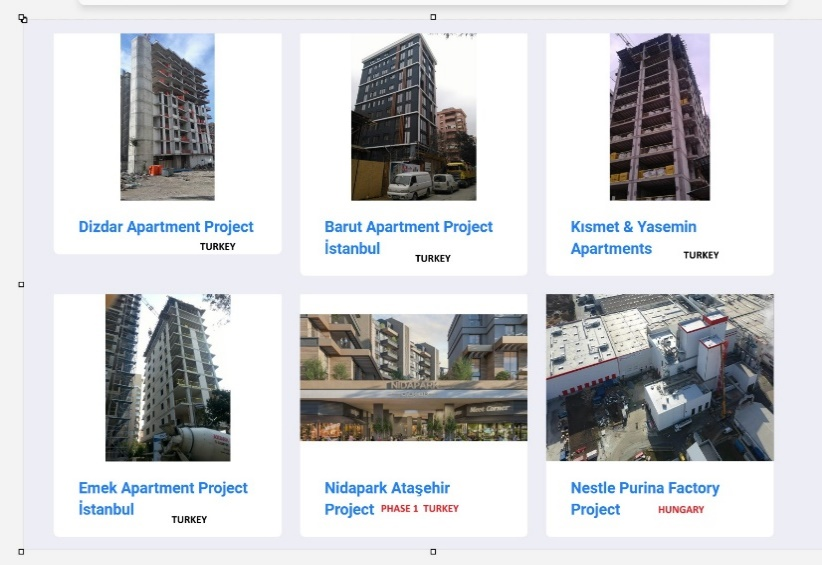 Dizdar Apartment Project
TURKEY
Barut Apartment Project
İstanbul
TURKEY
Kısmet & Yasemin
Apartments
TURKEY
NIDAPARK
Emek Apartment Project
İstanbul
TURKEY
Nidapark Ataşehir
Project PHASE 1 TURKEY
Nestle Purina Factory
Project HUNGARY